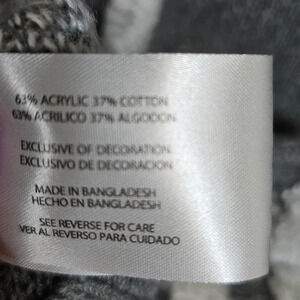 63% ACRYLIC 37% COTTON
63% ACRILICO 37% ALGODON
EXCLUSIVE OF DECORATION
EXCLUSIVO DE DECORACION
MADE IN BANGLADESH
HECHO EN BANGLADESH
SEE REVERSE FOR CARE
VER AL REVERSO PARA CUIDADO